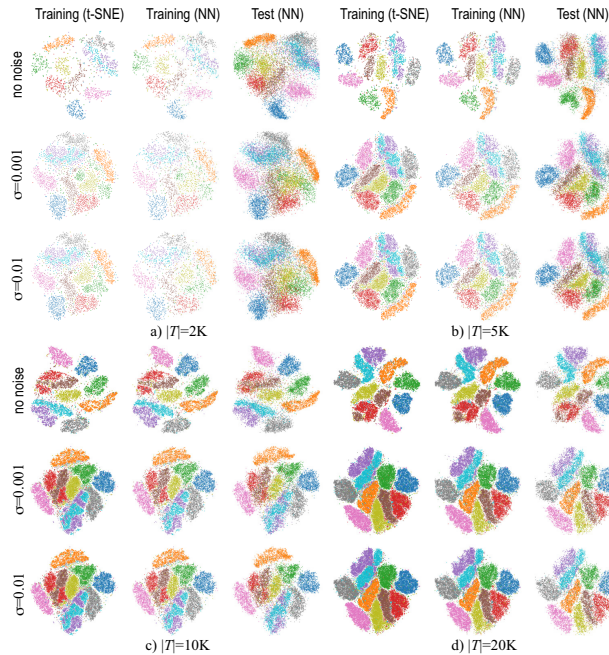 Training (t-SNE) Training (NN) Test (NN) Training (t-SNE) Training (NN) Test (NN)
no noise
σ=0.001
σ=0.01
a) |T|=2K b) |T|=5K
no noise
σ=0.001
σ=0.01
c) |T|=10K d) |T|=20K